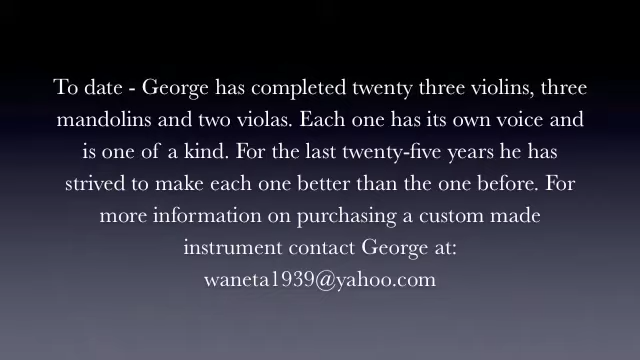 To date - George has completed twenty three violins, three
mandolins and two violas. Each one has its own voice and
is one of a kind. For the last twenty-five years he has
strived to make each one better than the one before. For
more information on purchasing a custom made
instrument contact George at:
waneta1939@yahoo.com